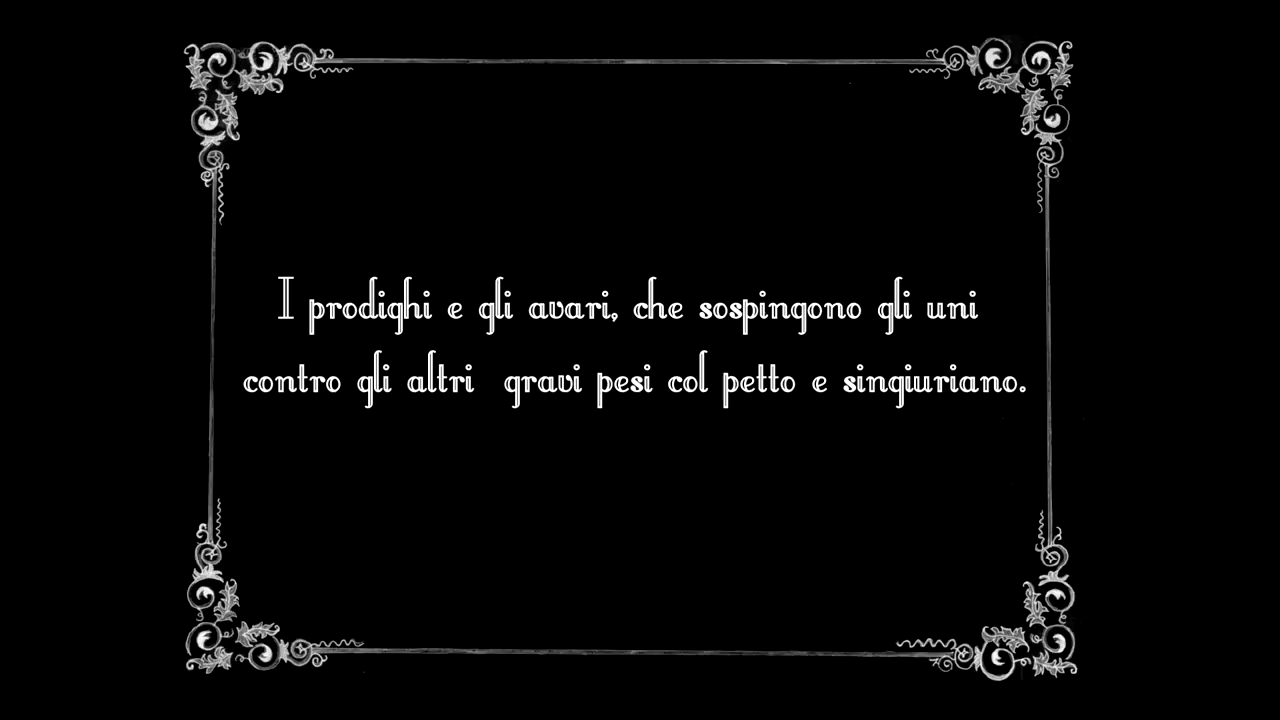 I prodighi e gli avari, che sospingono gli uni
contro gli altri gravi pesi col petto e singiuriano.